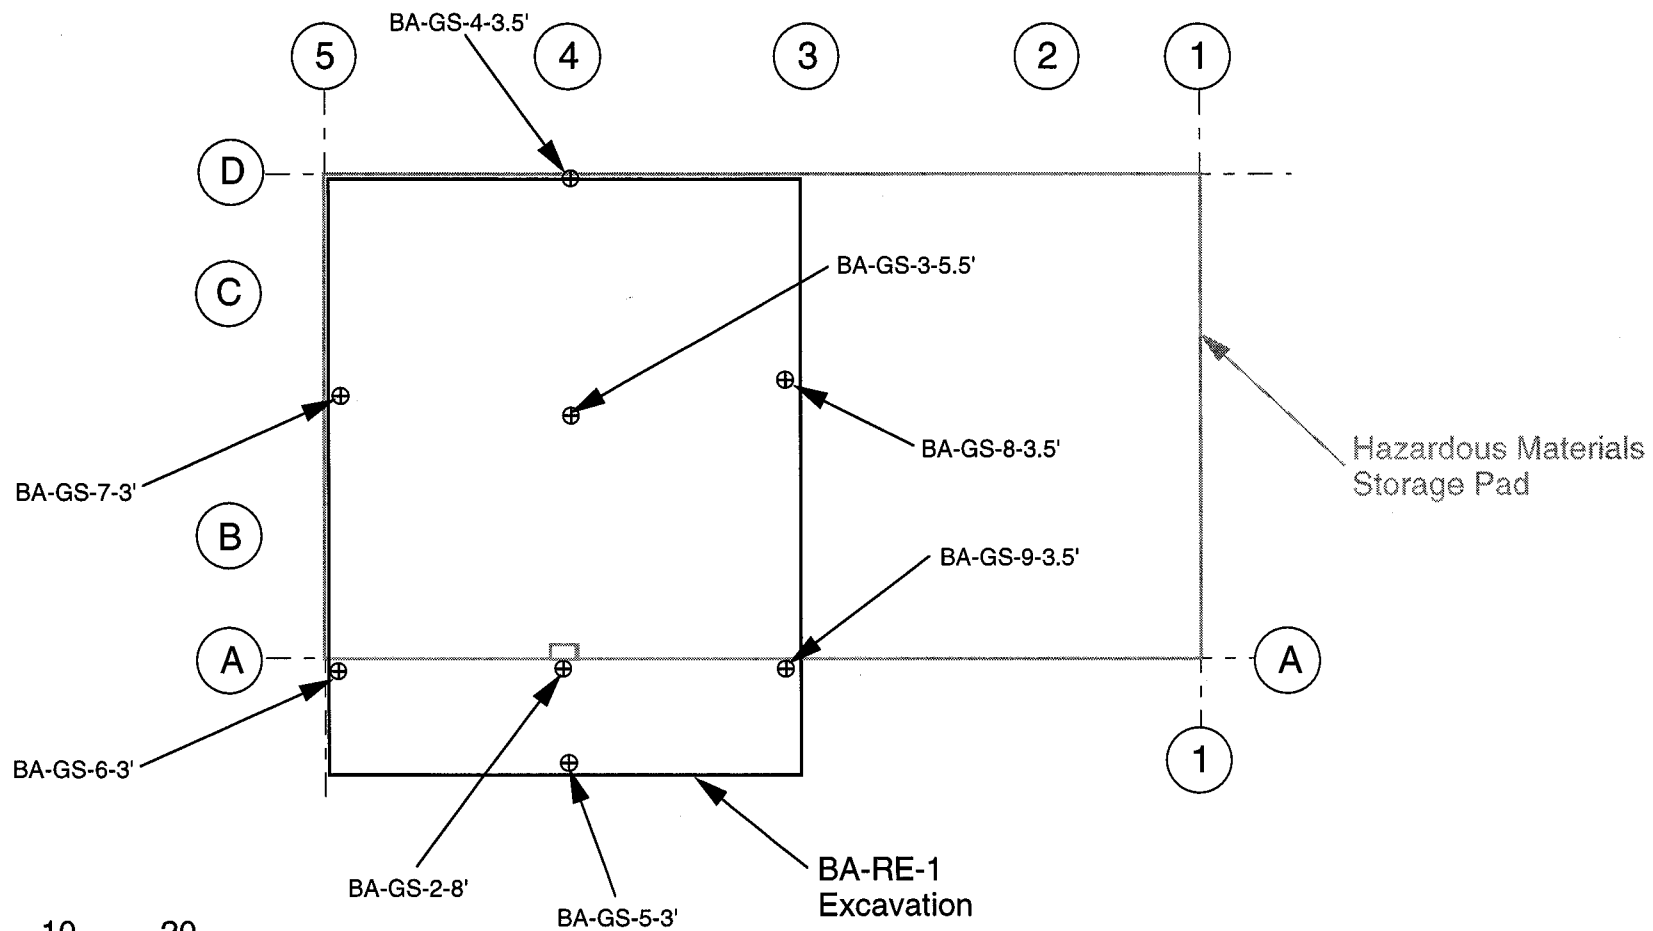 BA-GS-4-3.5'
5
4
3
2
1
D
C
BA-GS-3-5.5'
BA-GS-8-3.5'
Hazardous Materials
Storage Pad
BA-GS-7-3'
B
BA-GS-9-3.5'
A
A
BA-GS-6-3'
1
BA-RE-1
Excavation
BA-GS-2-8'
BA-GS-5-3'
10 20